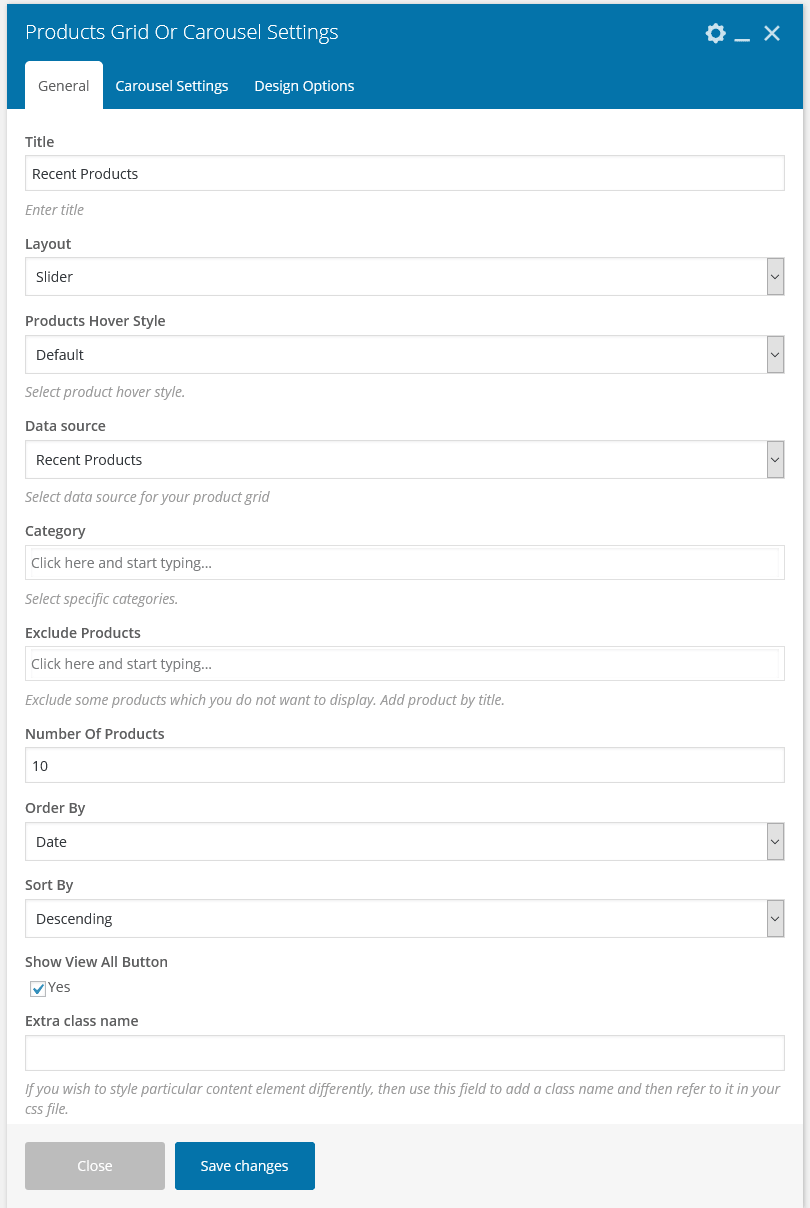 Products Grid Or Carousel Settings
General Carousel Settings Design Options
Title
Recent Products
Enter title
Layout
Slider
Products Hover Style
Default
Select product hover style.
Data source
Recent Products
Select data source for your product grid
Category
Click here and start typing...
Select specific categories.
Exclude Products
Click here and start typing...
Exclude some products which you do not want to display. Add product by title.
Number Of Products
10
Order By
Date
Sort By
Descending
Show View All Button
Yes
Extra class name
If you wish to style particular content element differently, then use this field to add a class name and then refer to it in your
css file.
Close Save changes